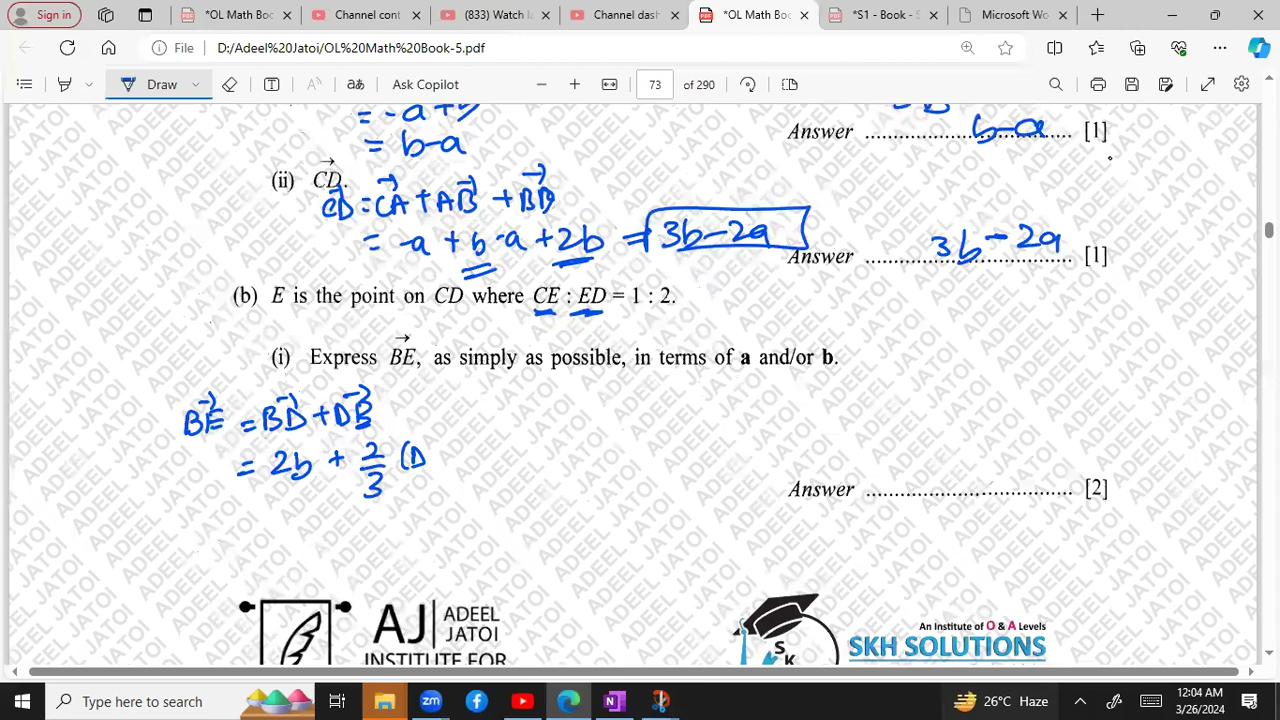 Sign in
*OL Math Bo
Channel cont
(833) Watch la
Channel dash
*OL Math Boo
*S1 - Book - S
Microsoft Wo
File D:/Adeel%20Jatoi/OL%20Math%20Book-5.pdf
Draw
Ask Copilot
73 of 290
= -a + b
= b-a
Answer b-a [1]
(ii) CD.
CD = CA + AB + BD
= -a + b - a + 2b = 3b-2a
Answer 3b-2a [1]
(b) E is the point on CD where CE : ED = 1 : 2.
(i) Express BE, as simply as possible, in terms of a and/or b.
BE = BD + DE
= 2b + 2/3 (D
Answer [2]
AJ ADEEL JATOI
INSTITUTE FOR
An Institute of O & A Levels
SKH SOLUTIONS
S K
ADEEL JATOI
Type here to search
26°C Haze
12:04 AM
3/26/2024